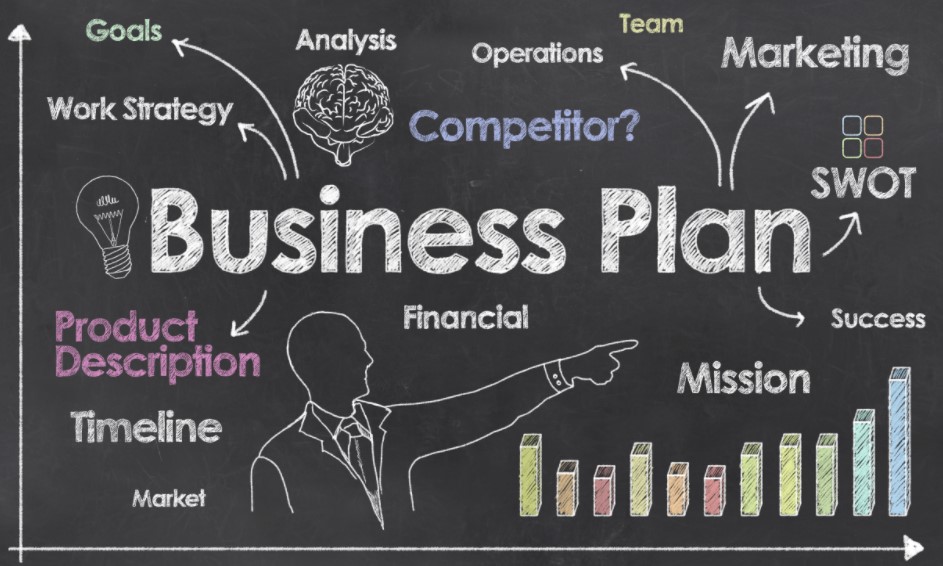 Goals
Team
Analysis
Operations
Marketing
Work Strategy
Competitor?
SWOT
Business Plan
Product
Description
Financial
Success
Mission
Timeline
Market